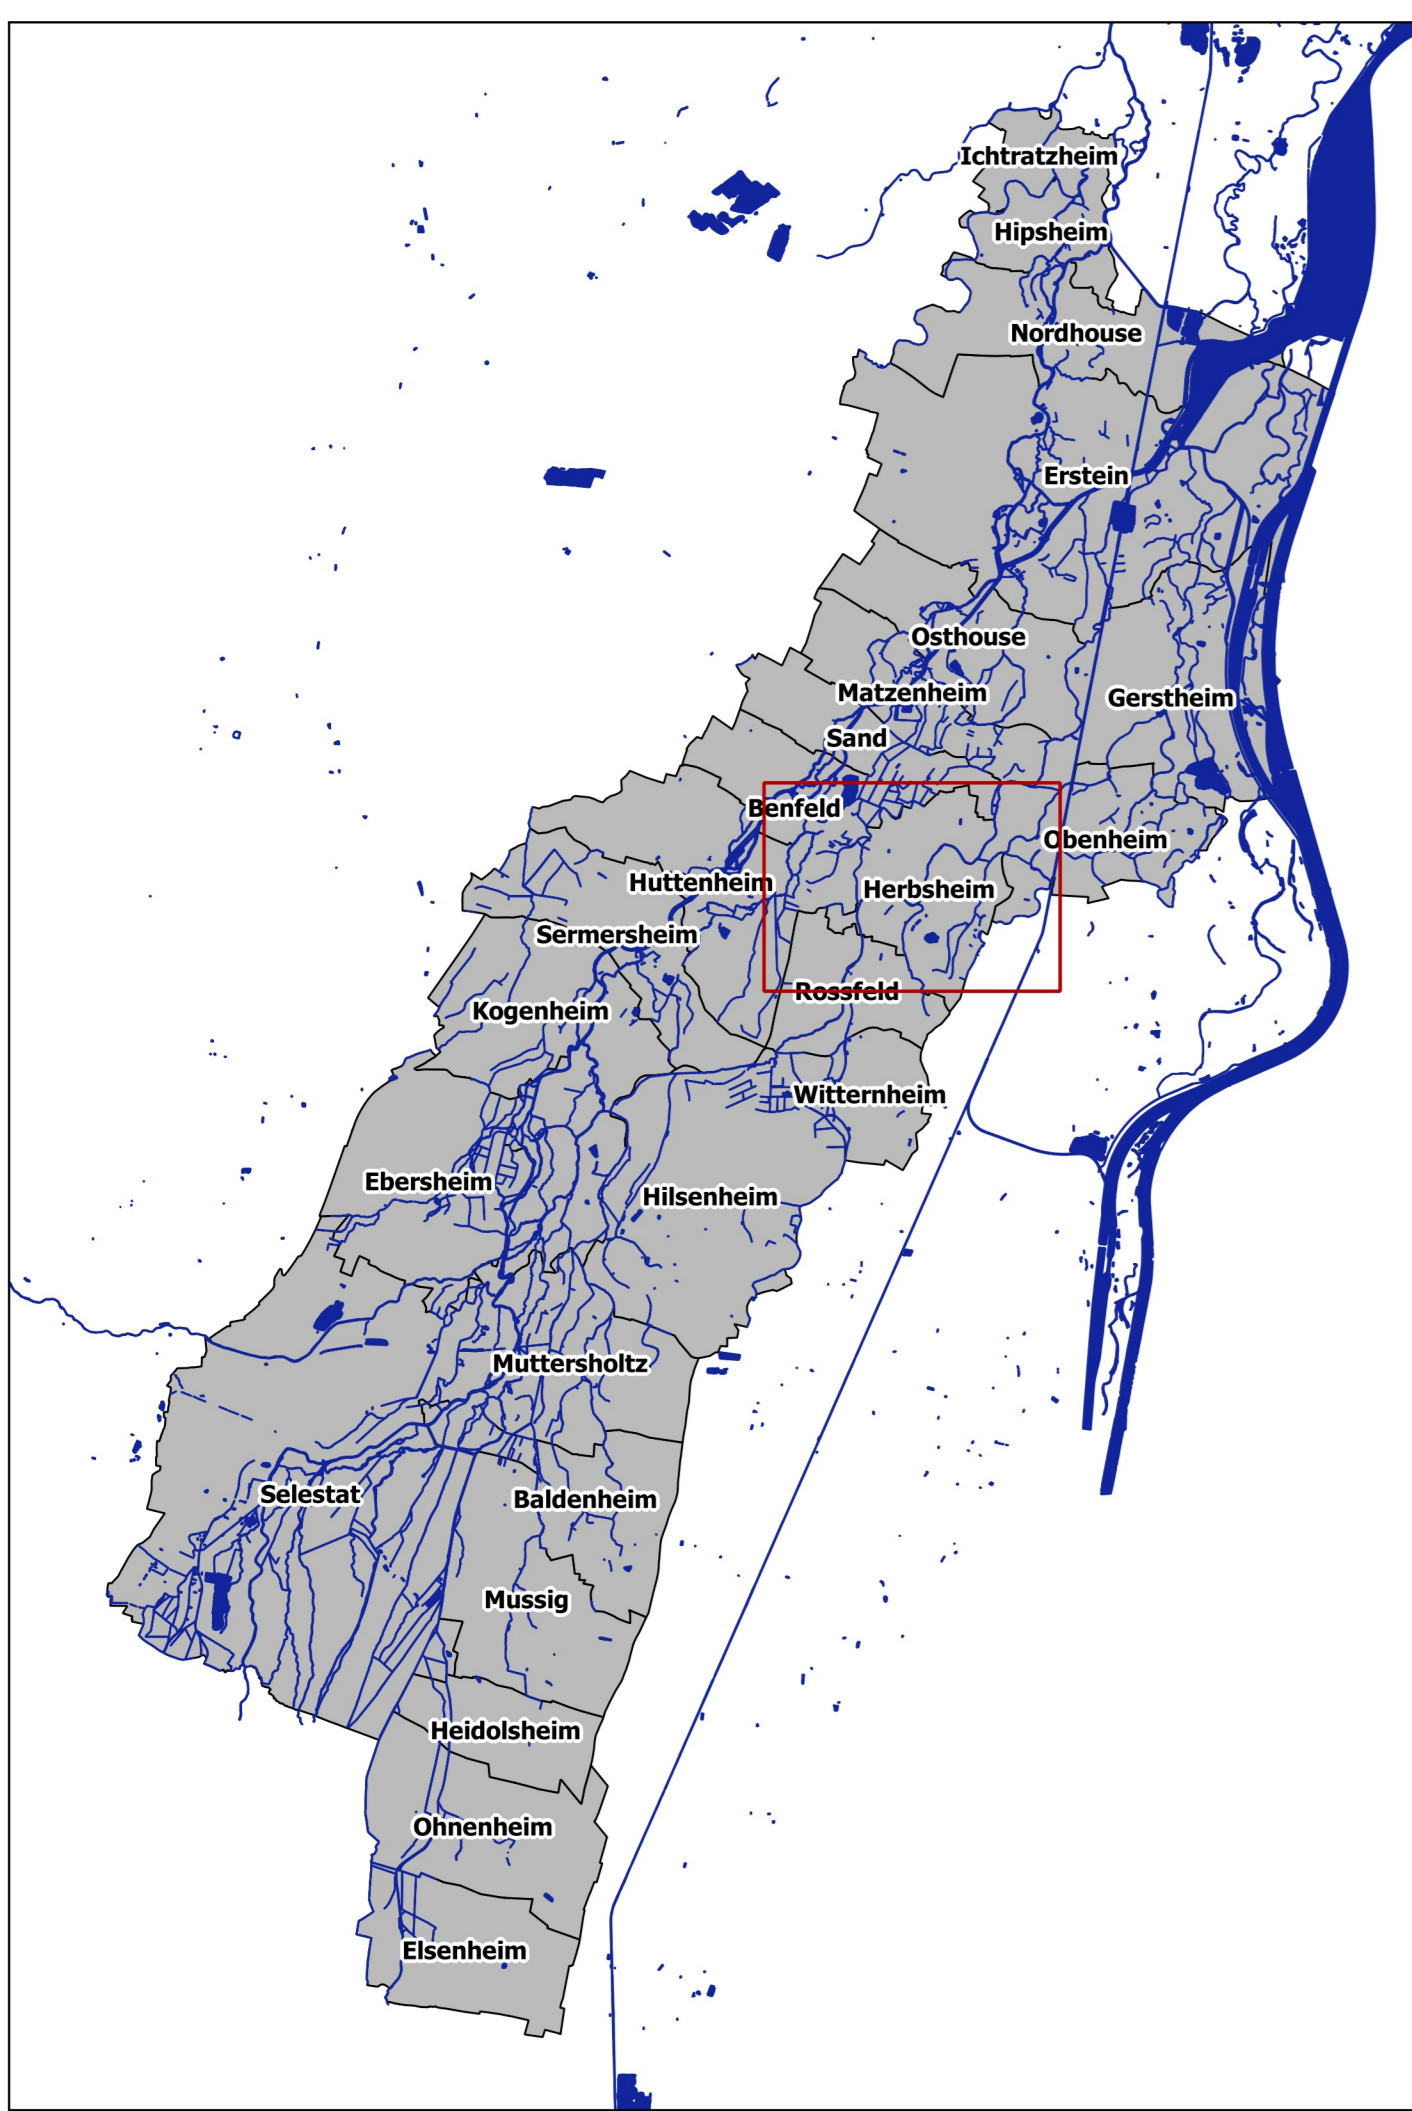 Ichtratzheim
Hipsheim
Nordhouse
Erstein
Osthouse
Matzenheim
Gerstheim
Sand
Benfeld
Obenheim
Huttenheim
Herbsheim
Sermersheim
Rossfeld
Kogenheim
Witternheim
Ebersheim
Hilsenheim
Muttersholtz
Selestat
Baldenheim
Mussig
Heidolsheim
Ohnenheim
Elsenheim